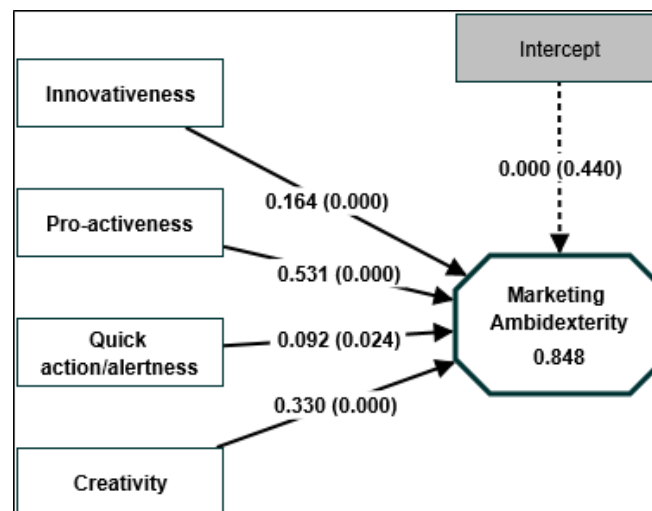 Intercept
Innovativeness
0.164 (0.000)
0.000 (0.440)
Pro-activeness
0.531 (0.000)
Marketing
Ambidexterity
0.848
Quick
action/alertness
0.092 (0.024)
0.330 (0.000)
Creativity